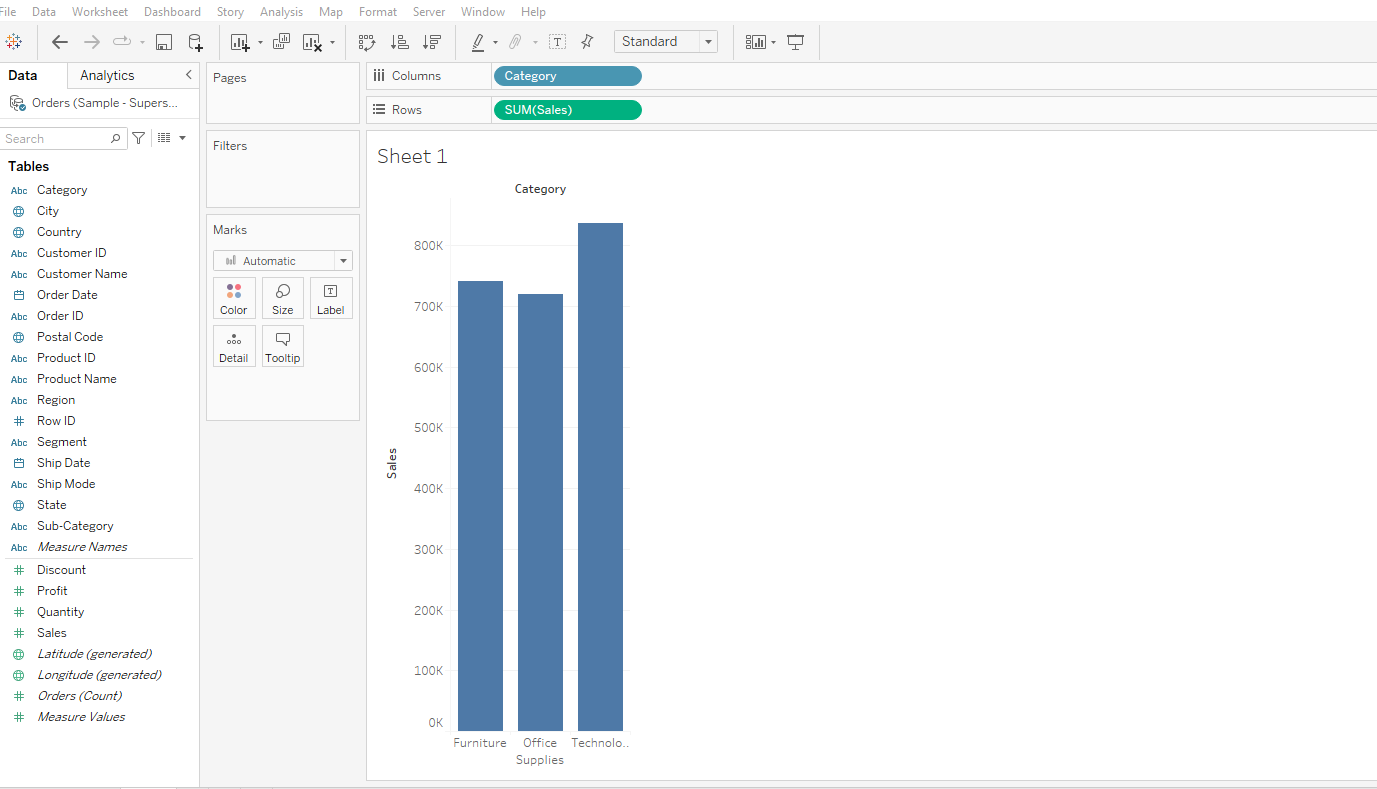 File Data Worksheet Dashboard Story Analysis Map Format Server Window Help
Standard
Data Analytics
Orders (Sample - Supers...
Search
Tables
Abc Category
City
Country
Abc Customer ID
Abc Customer Name
Order Date
Abc Order ID
Postal Code
Abc Product ID
Abc Product Name
Abc Region
Row ID
Abc Segment
Ship Date
Abc Ship Mode
State
Abc Sub-Category
Abc Measure Names
Discount
Profit
Quantity
Sales
Latitude (generated)
Longitude (generated)
Orders (Count)
Measure Values
Pages
Filters
Marks
Automatic
Color Size Label
Detail Tooltip
Columns Category
Rows SUM(Sales)
Sheet 1
Category
800K
700K
600K
500K
400K
300K
200K
100K
0K
Sales
Furniture Office Technolo..
Supplies